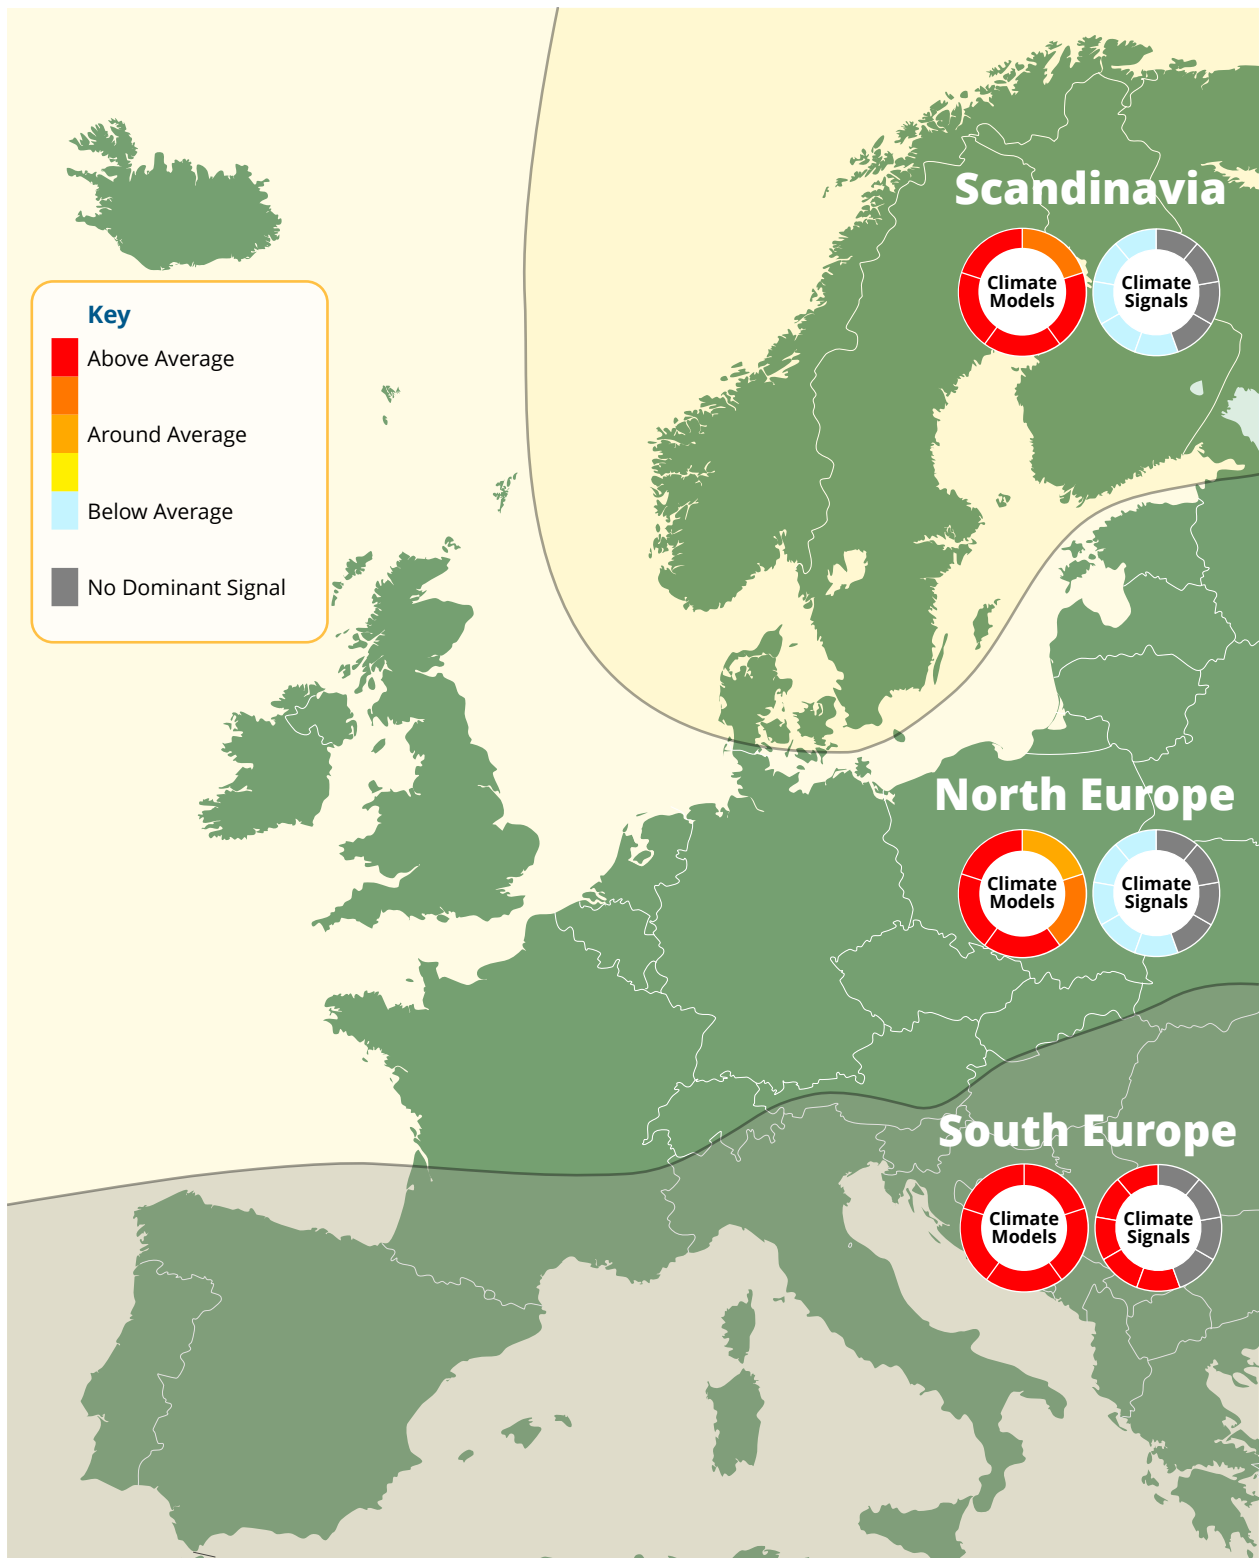 Scandinavia
Climate
Models
Climate
Signals
Key
Above Average
Around Average
Below Average
No Dominant Signal
North Europe
Climate
Models
Climate
Signals
South Europe
Climate
Models
Climate
Signals